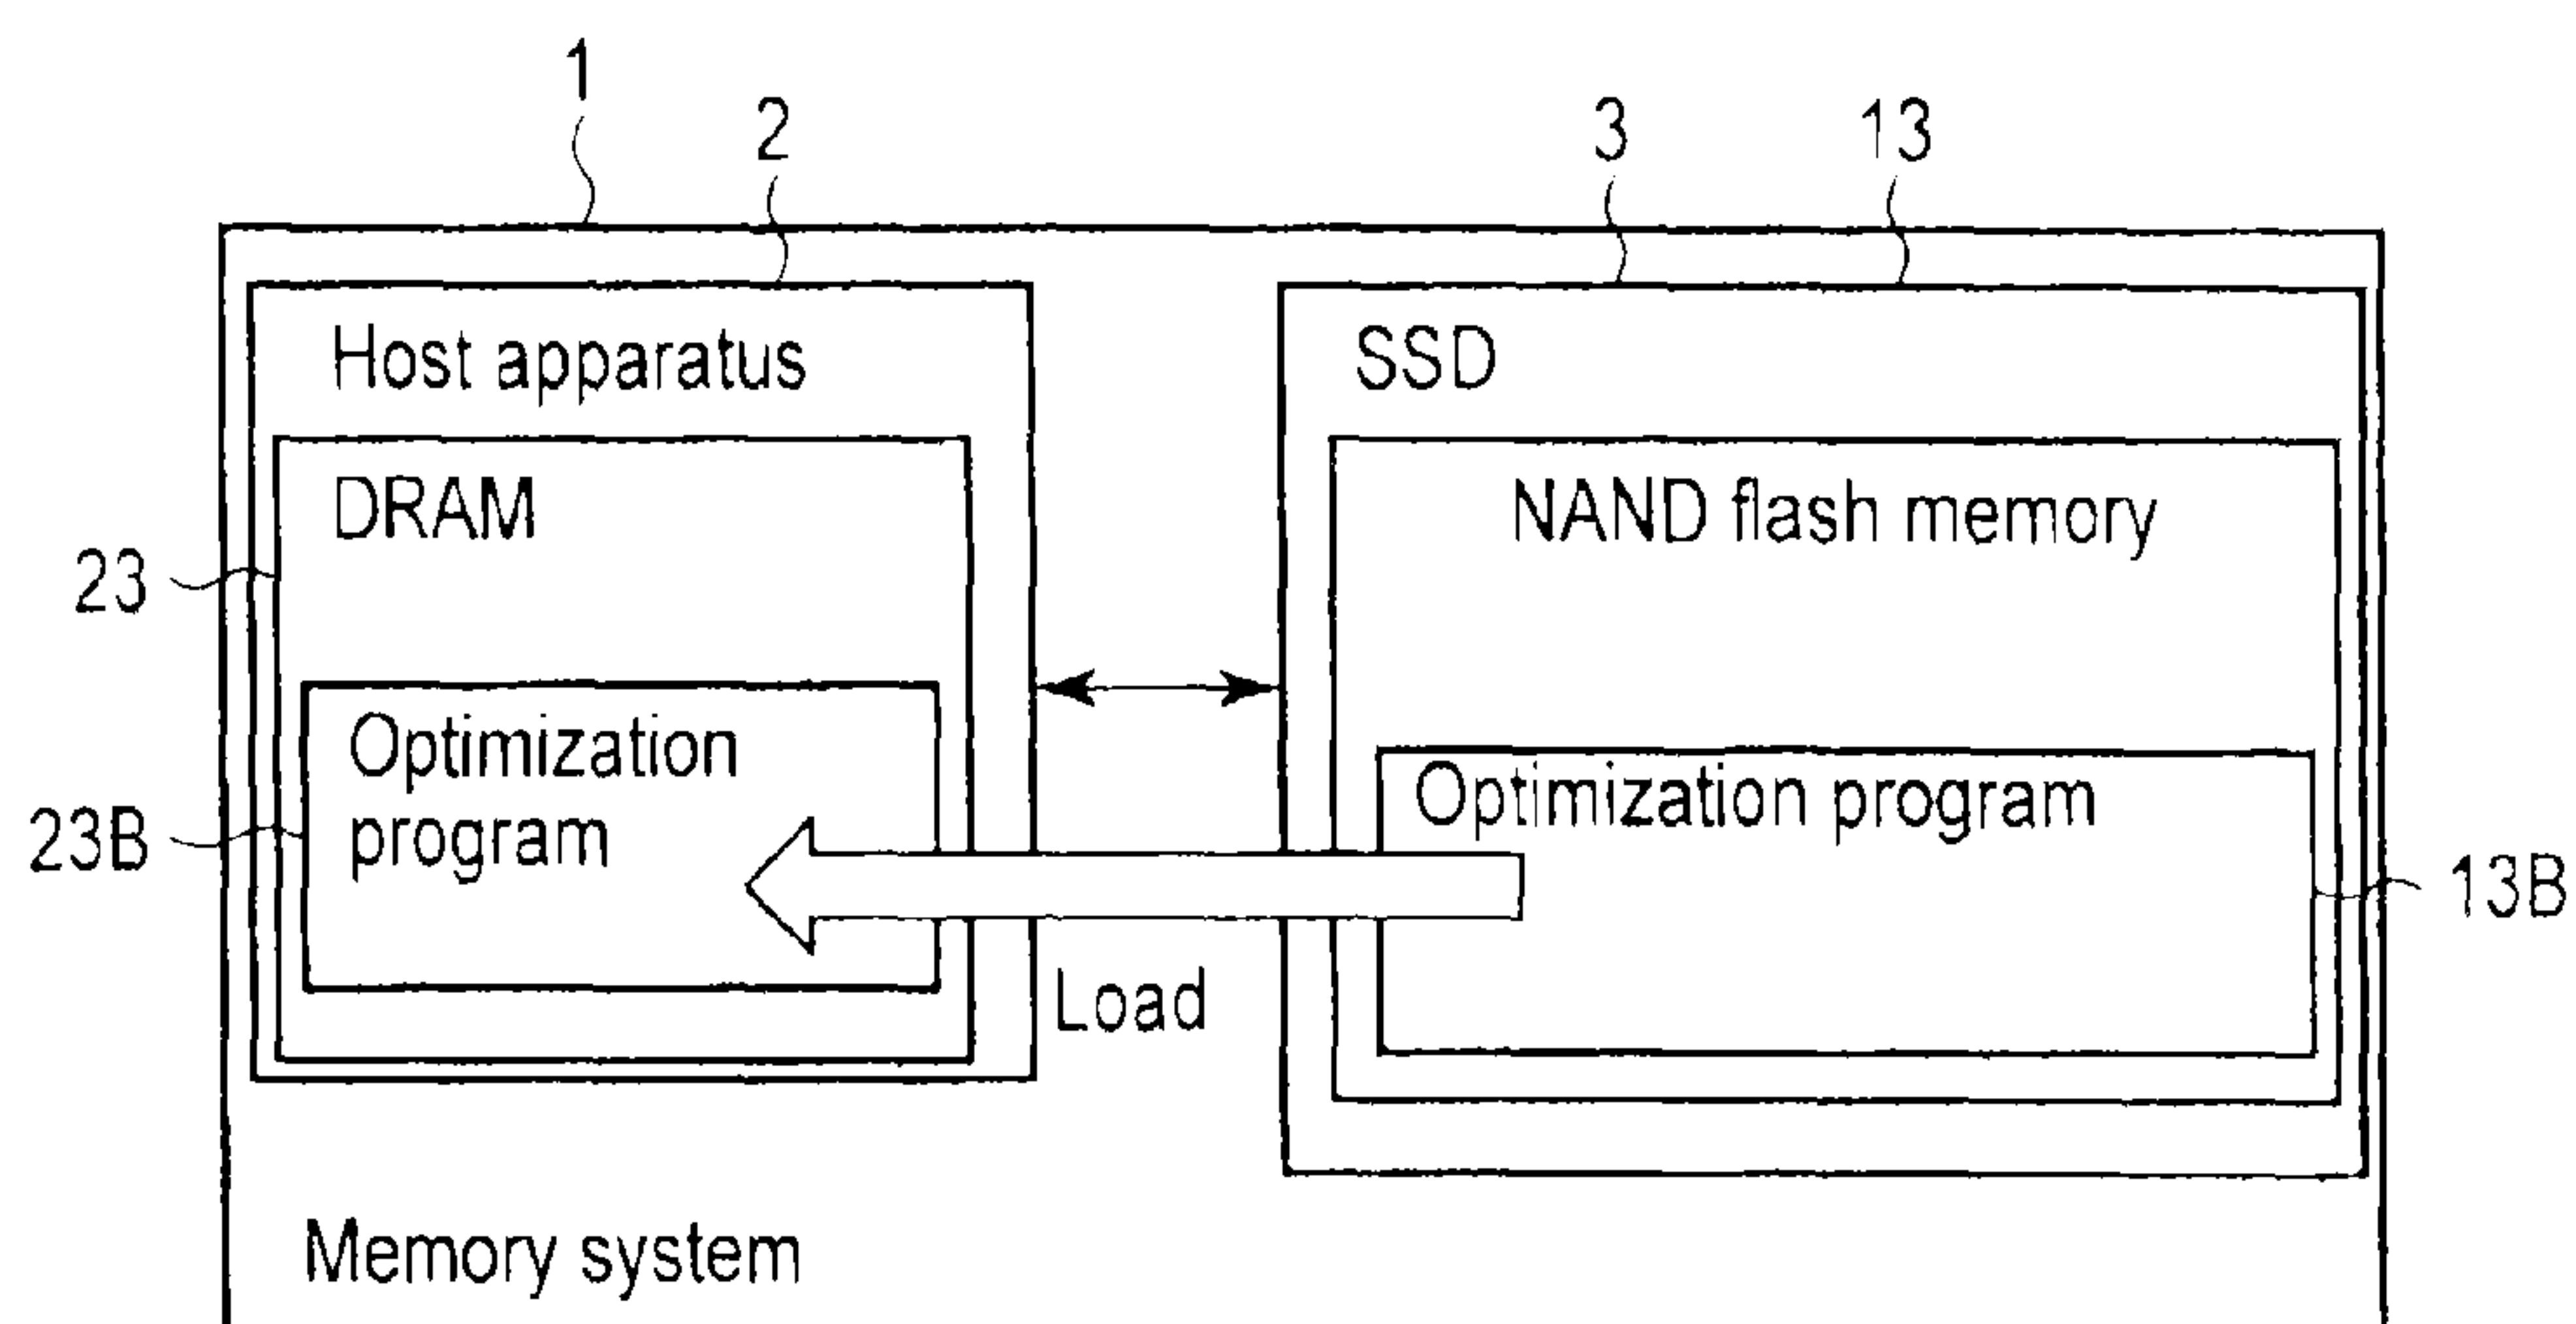 1
2
3
13
Host apparatus
SSD
DRAM
NAND flash memory
23
Optimization
program
Optimization program
23B
13B
Load
Memory system